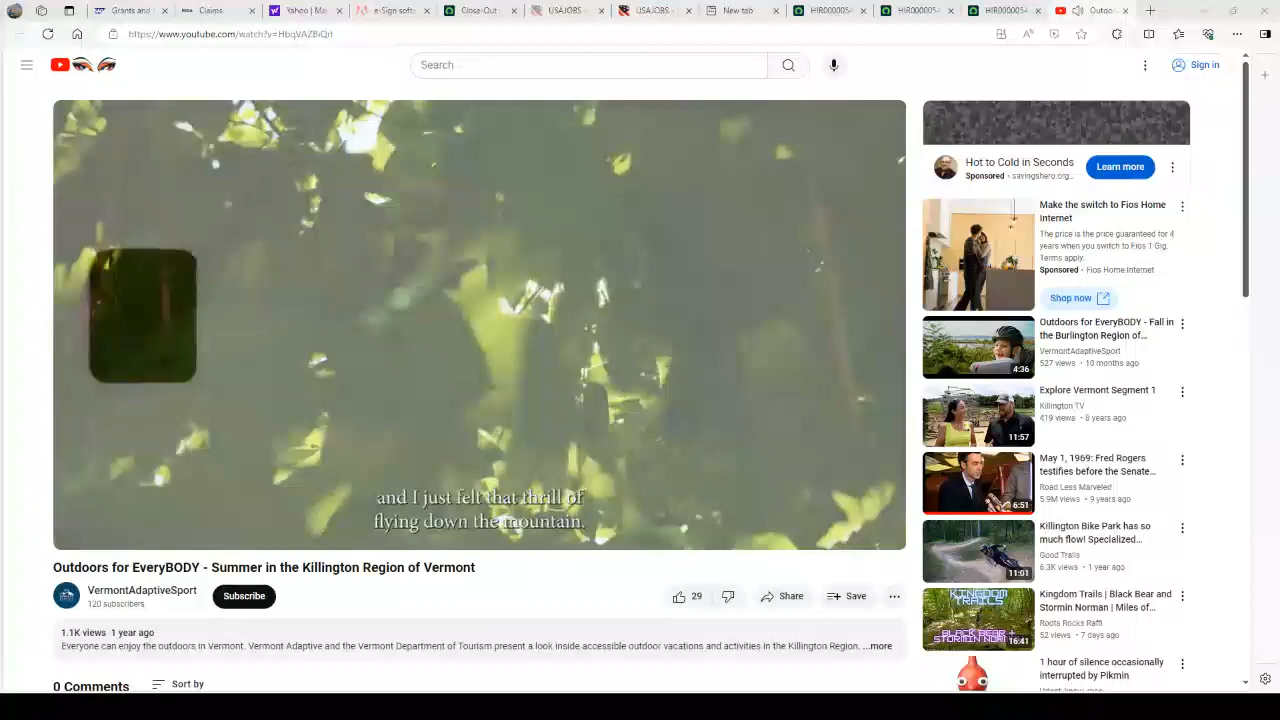 Grants and
Claims
Yahoo | Ma
e-Sign soft
Close-Out
USAJOBS
USAJOBS -
New tab
HIR000005
HIR000005
HIR000005
Outdoo
https://www.youtube.com/watch?v=HbqVAZBiQrI
Search
Sign in
and I just felt that thrill of
flying down the mountain.
Outdoors for EveryBODY - Summer in the Killington Region of Vermont
VermontAdaptiveSport
120 subscribers
Subscribe
29
Share
Save
1.1K views 1 year ago
Everyone can enjoy the outdoors in Vermont. Vermont Adaptive and the Vermont Department of Tourism present a look inside accessible outdoor vacations and activities in the Killington Region. ...more
0 Comments
Sort by
Hot to Cold in Seconds
Sponsored · savingshero.org...
Learn more
Make the switch to Fios Home
Internet
The price is the price guaranteed for 4
years when you switch to Fios 1 Gig.
Terms apply.
Sponsored · Fios Home Internet
Shop now
Outdoors for EveryBODY - Fall in
the Burlington Region of...
VermontAdaptiveSport
527 views · 10 months ago
4:36
Explore Vermont Segment 1
Killington TV
419 views · 8 years ago
11:57
May 1, 1969: Fred Rogers
testifies before the Senate...
Road Less Marveled
5.9M views · 9 years ago
6:51
Killington Bike Park has so
much flow! Specialized...
Good Trails
6.3K views · 1 year ago
11:01
Kingdom Trails | Black Bear and
Stormin Norman | Miles of...
Roots Rocks Raffi
52 views · 7 days ago
KINGDOM
TRAILS
BLACK BEAR +
STORMIN NORM
16:41
1 hour of silence occasionally
interrupted by Pikmin